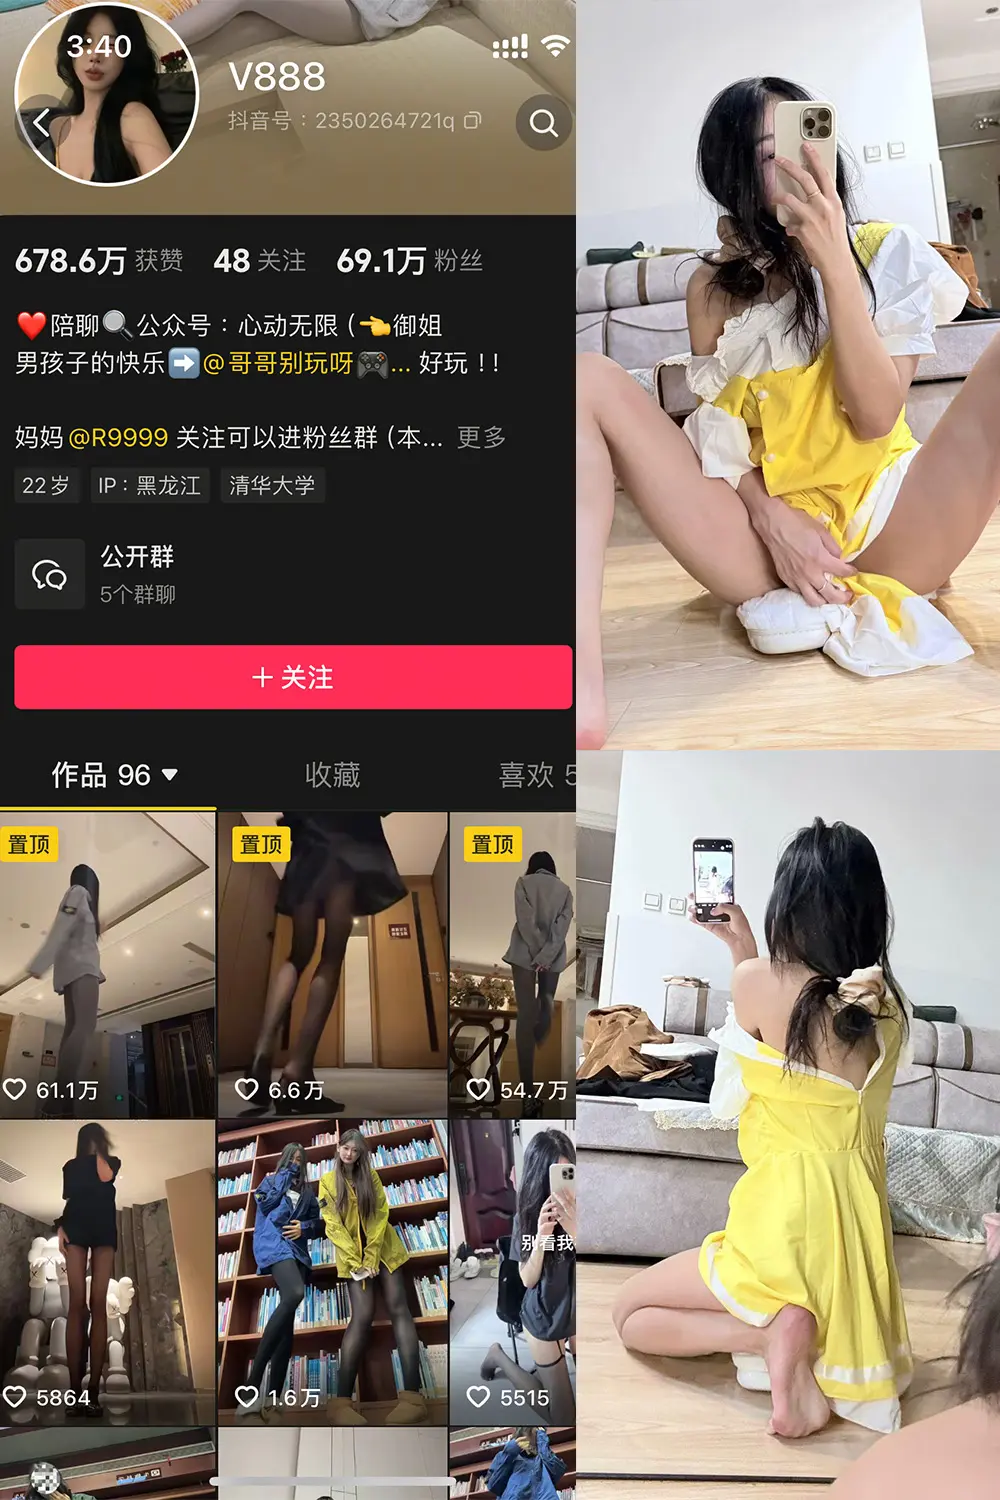 3:40
V888
抖音号：2350264721q
678.6万 获赞 48 关注 69.1万 粉丝
❤️陪聊🔍公众号：心动无限 (👈御姐
男孩子的快乐➡️@哥哥别玩呀🎮... 好玩 ! !
妈妈@R9999 关注可以进粉丝群 (本... 更多
22岁 IP：黑龙江 清华大学
公开群
5个群聊
+ 关注
作品 96 ▼ 收藏 喜欢 5
置顶 置顶 置顶
61.1万 6.6万 54.7万
别看我
5864 1.6万 5515